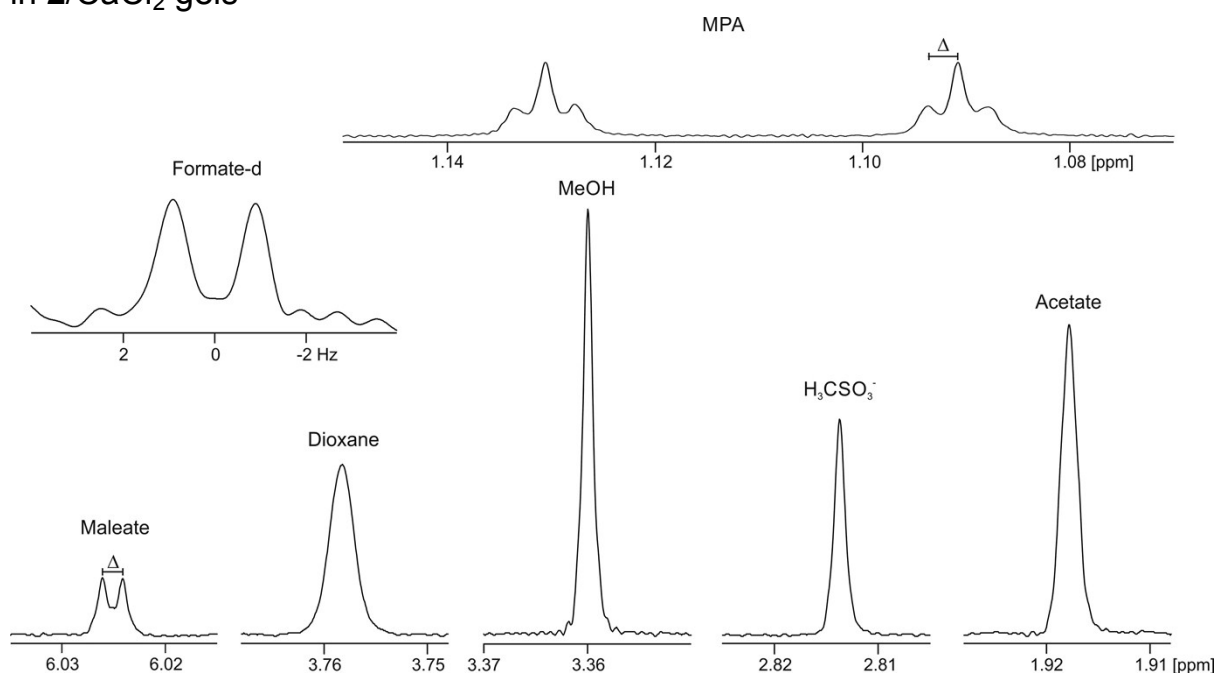 in 2/CaCl₂ gels
MPA
Δ
1.14 1.12 1.10 1.08 [ppm]
Formate-d
2 0 -2 Hz
MeOH
Acetate
H₃CSO₃⁻
Dioxane
Maleate
Δ
6.03 6.02
3.76 3.75
3.37 3.36
2.82 2.81
1.92 1.91 [ppm]